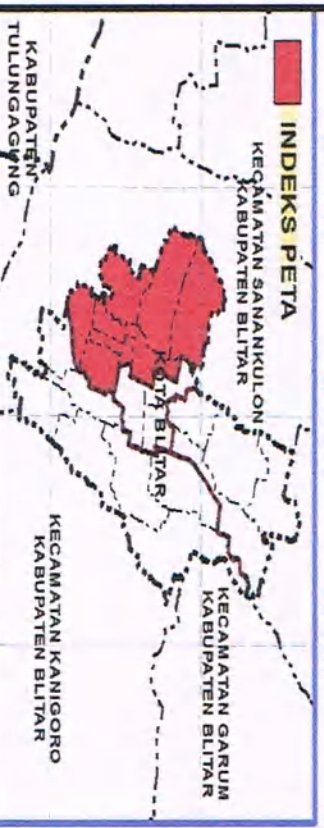 INDEKS PETA
KECAMATAN SANANKULON
KABUPATEN BLITAR
KABUPATEN
TULUNGAGUNG
KOTA BLITAR
KECAMATAN GARUM
KABUPATEN BLITAR
KECAMATAN KANIGORO
KABUPATEN BLITAR